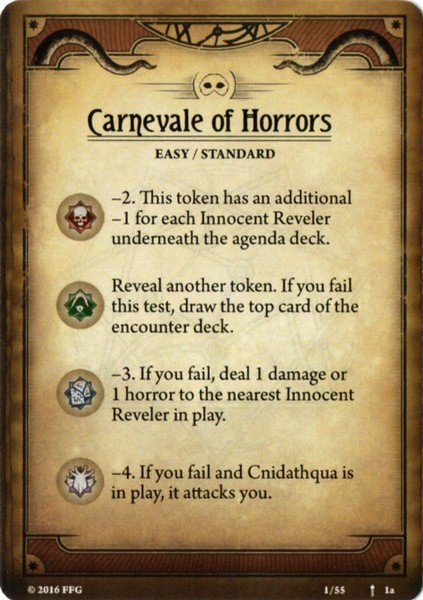 Carnevale of Horrors
EASY / STANDARD
–2. This token has an additional
–1 for each Innocent Reveler
underneath the agenda deck.
Reveal another token. If you fail
this test, draw the top card of the
encounter deck.
–3. If you fail, deal 1 damage or
1 horror to the nearest Innocent
Reveler in play.
–4. If you fail and Cnidathqua is
in play, it attacks you.
© 2016 FFG 1/55 1a